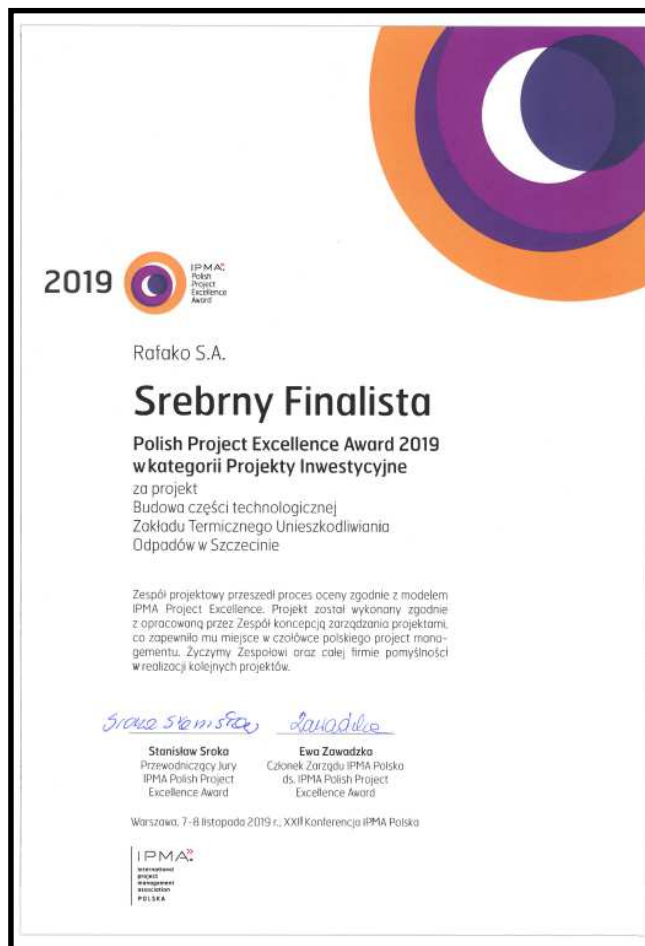 2019
IPMA
Polish
Project
Excellence
Award
Rafako S.A.
Srebrny Finalista
Polish Project Excellence Award 2019
w kategorii Projekty Inwestycyjne
za projekt
Budowa części technologicznej
Zakładu Termicznego Unieszkodliwiania
Odpadów w Szczecinie
Zespół projektowy przeszedł proces oceny zgodnie z modelem
IPMA Project Excellence. Projekt został wykonany zgodnie
z opracowaną przez Zespół koncepcją zarządzania projektami,
co zapewniło mu miejsce w czołówce polskiego project mana-
gementu. Życzymy Zespołowi oraz całej firmie pomyślności
w realizacji kolejnych projektów.
Sroka Stanisław Zawadzka
Stanisław Sroka
Przewodniczący Jury
IPMA Polish Project
Excellence Award
Ewa Zawadzka
Członek Zarządu IPMA Polska
ds. IPMA Polish Project
Excellence Award
Warszawa, 7-8 listopada 2019 r., XXII Konferencja IPMA Polska
IPMA
international
project
management
association
POLSKA